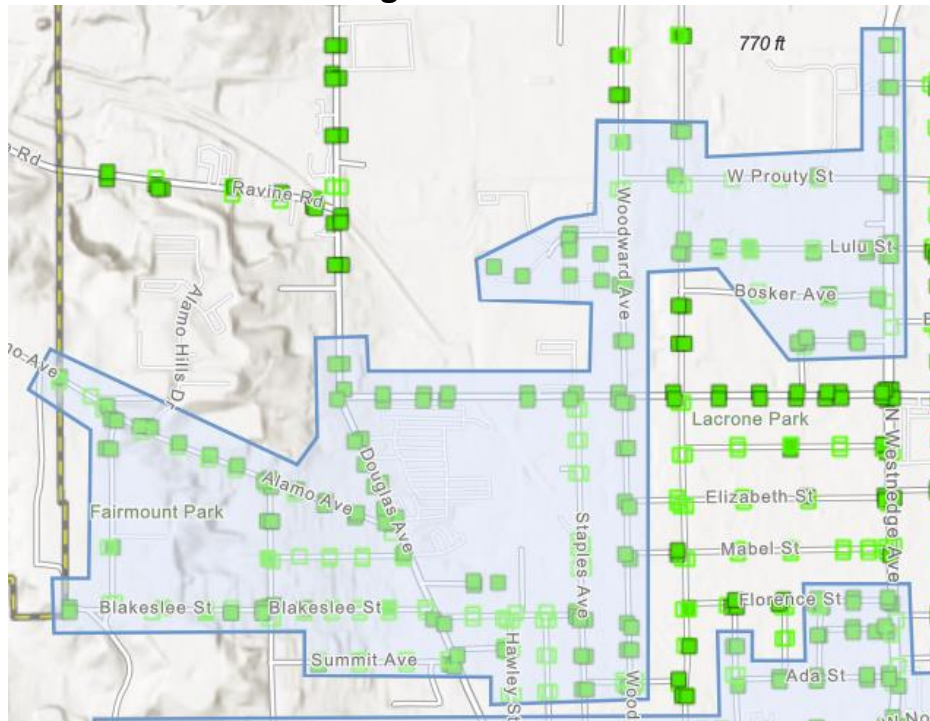 770 ft
W Prouty St
Ravine Rd
Woodward Ave
Lulu St
Bosker Ave
Alamo Hills Dr
Lacrone Park
N Westnedge Ave
Douglas Ave
Alamo Ave
Elizabeth St
Fairmount Park
Staples Ave
Mabel St
Florence St
Blakeslee St
Blakeslee St
Hawley St
Summit Ave
Ada St
Wood